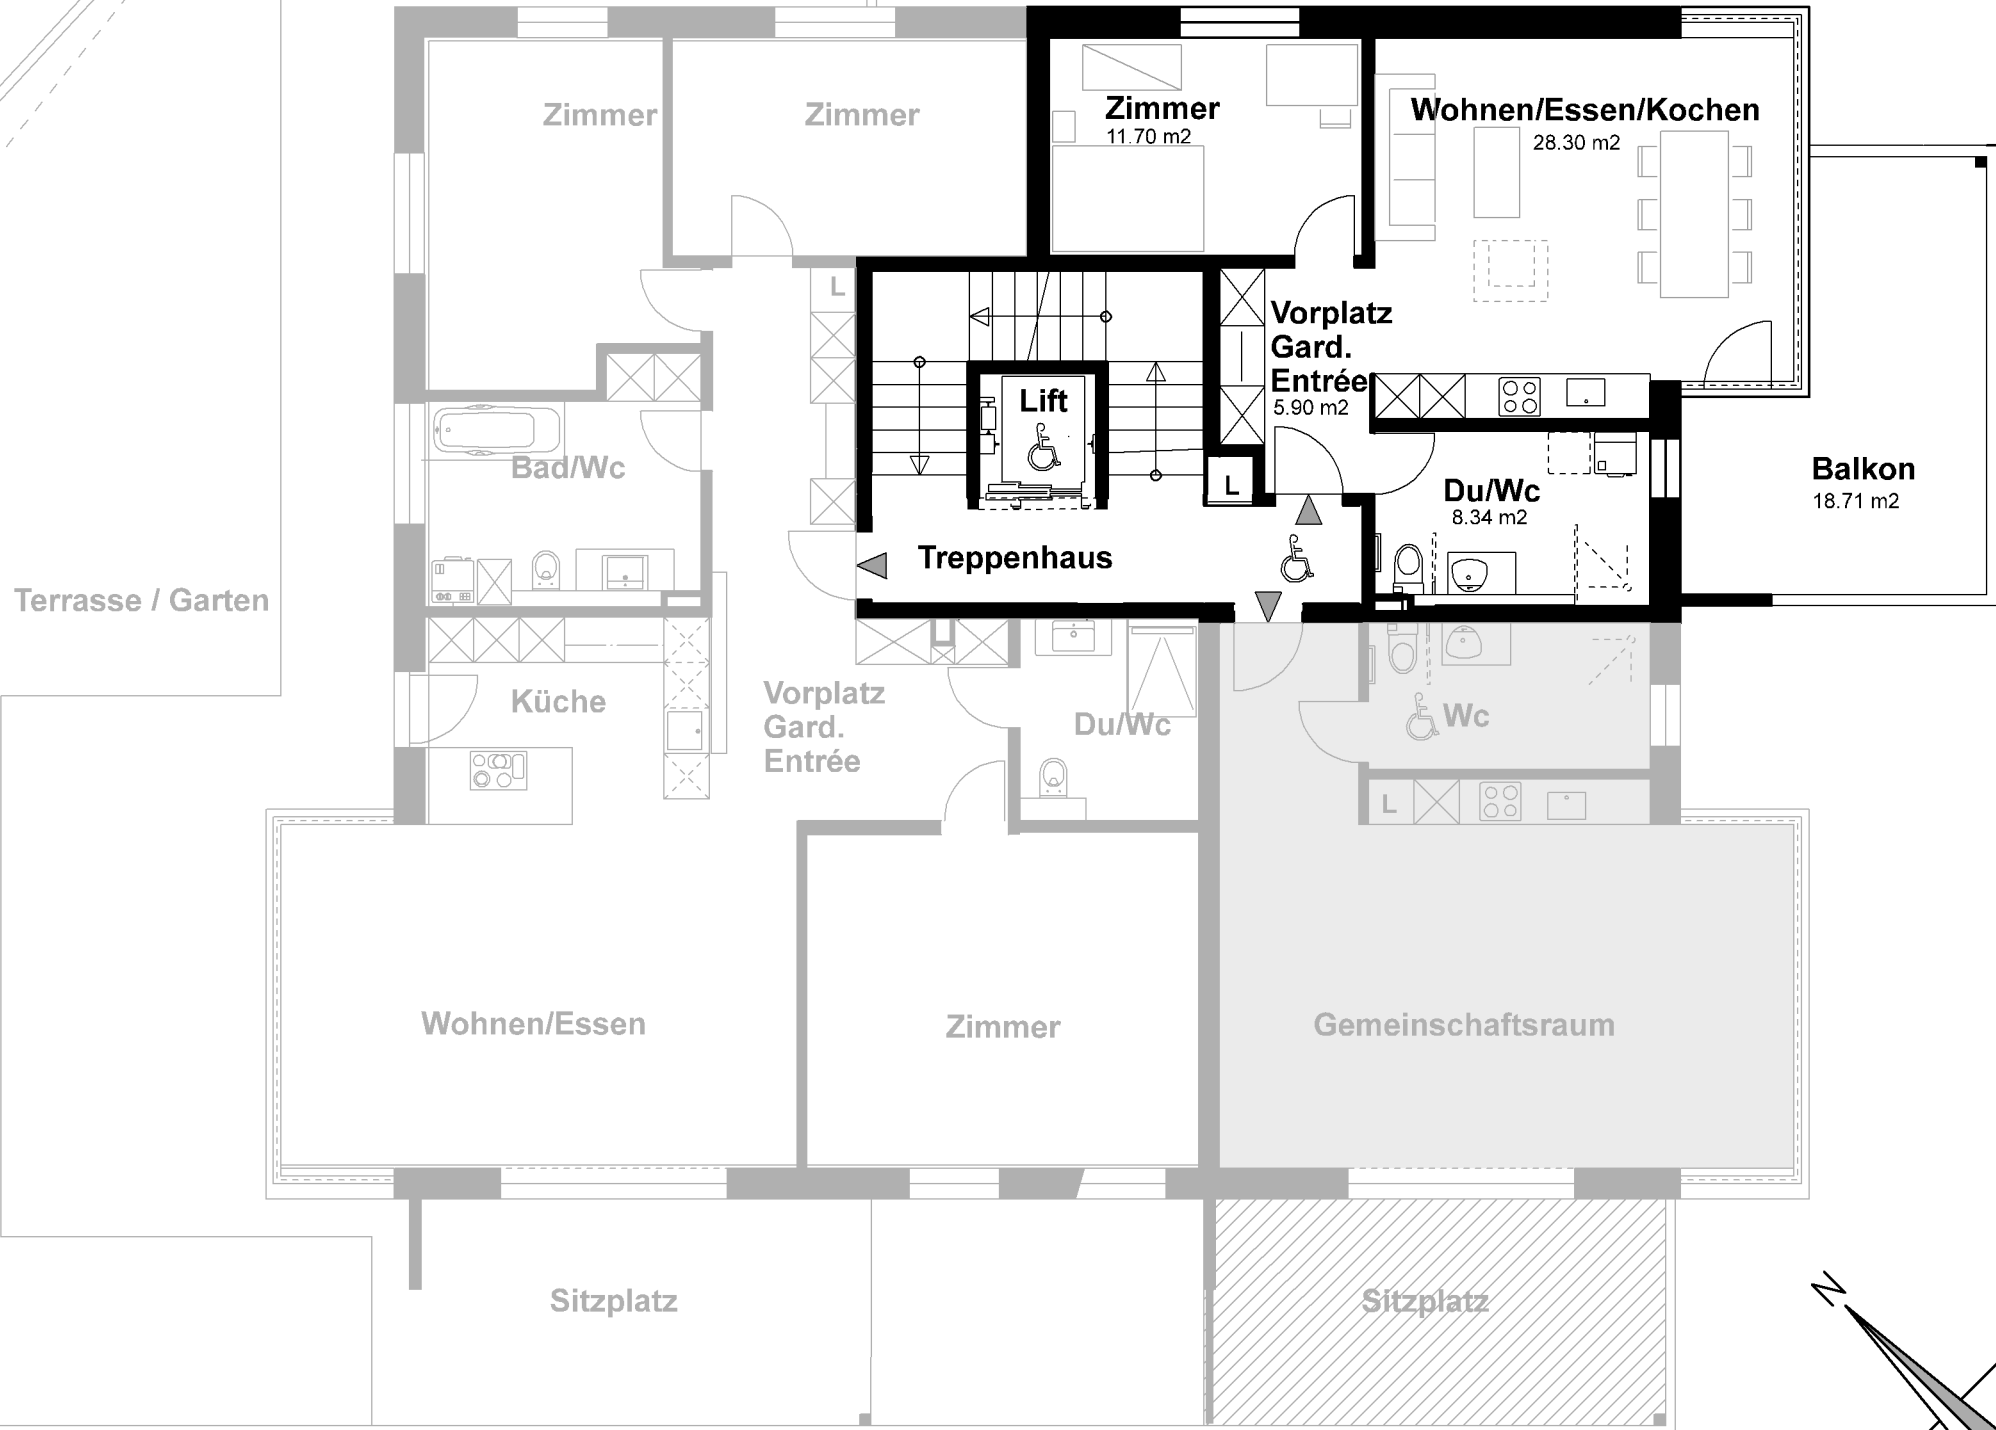 Zimmer
Zimmer
Zimmer
11.70 m2
Wohnen/Essen/Kochen
28.30 m2
L
Vorplatz
Gard.
Entrée
5.90 m2
Lift
Bad/Wc
L
Du/Wc
8.34 m2
Balkon
18.71 m2
Treppenhaus
Terrasse / Garten
Küche
Vorplatz
Gard.
Entrée
Du/Wc
Wc
L
Wohnen/Essen
Zimmer
Gemeinschaftsraum
Sitzplatz
Sitzplatz
N